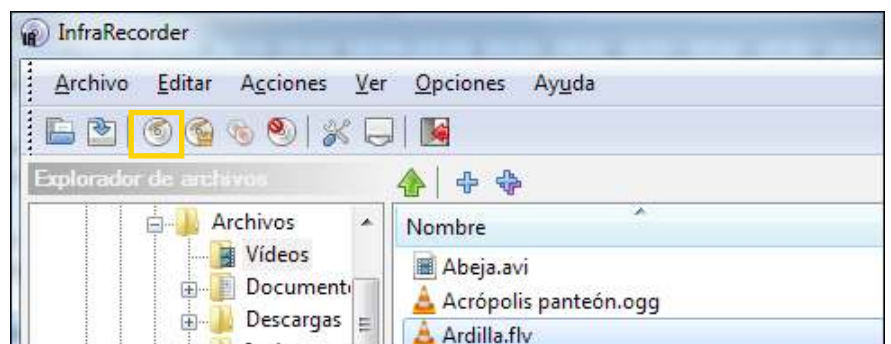 InfraRecorder
Archivo Editar Acciones Ver Opciones Ayuda
Explorador de archivos
Archivos
Vídeos
Documento
Descargas
Nombre
Abeja.avi
Acrópolis panteón.ogg
Ardilla.flv